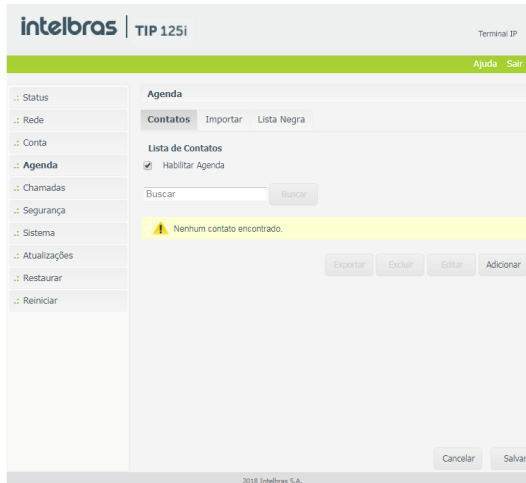 intelbras TIP 125i
Terminal IP
Ajuda Sair
.: Status
.: Rede
.: Conta
.: Agenda
.: Chamadas
.: Segurança
.: Sistema
.: Atualizações
.: Restaurar
.: Reiniciar
Agenda
Contatos Importar Lista Negra
Lista de Contatos
Habilitar Agenda
Buscar Buscar
Nenhum contato encontrado.
Exportar Excluir Editar Adicionar
Cancelar Salvar
2018 Intelbras S.A.